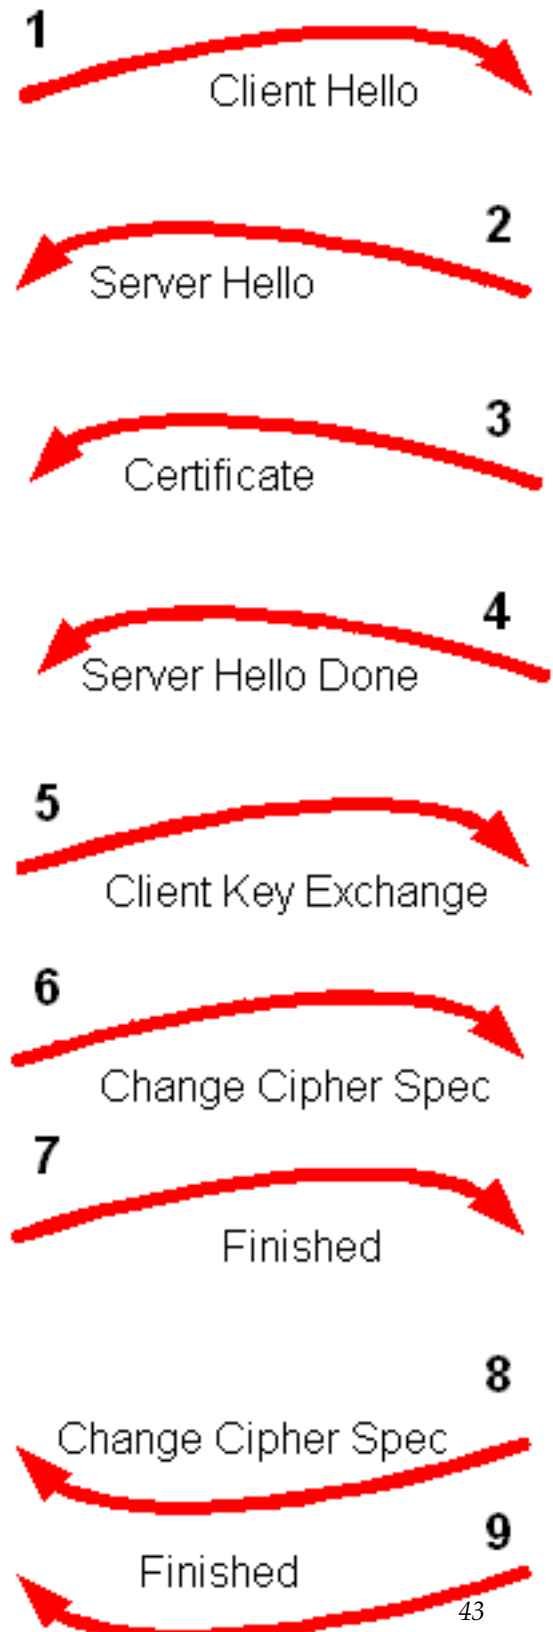 1
Client Hello
2
Server Hello
3
Certificate
4
Server Hello Done
5
Client Key Exchange
6
Change Cipher Spec
7
Finished
8
Change Cipher Spec
9
Finished
43